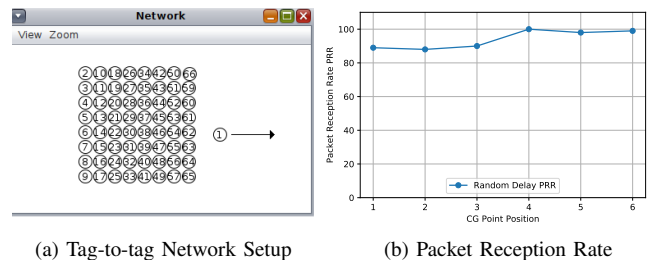 Network
View Zoom
2 10 18 26 34 42 50 66
3 11 19 27 35 43 51 59
4 12 20 28 36 44 52 60
5 13 21 29 37 45 53 61
6 14 22 30 38 46 54 62 1
7 15 23 31 39 47 55 63
8 16 24 32 40 48 56 64
9 17 25 33 41 49 57 65
(a) Tag-to-tag Network Setup
Packet Reception Rate PRR
100
80
60
40
20
0
Random Delay PRR
1 2 3 4 5 6
CG Point Position
(b) Packet Reception Rate